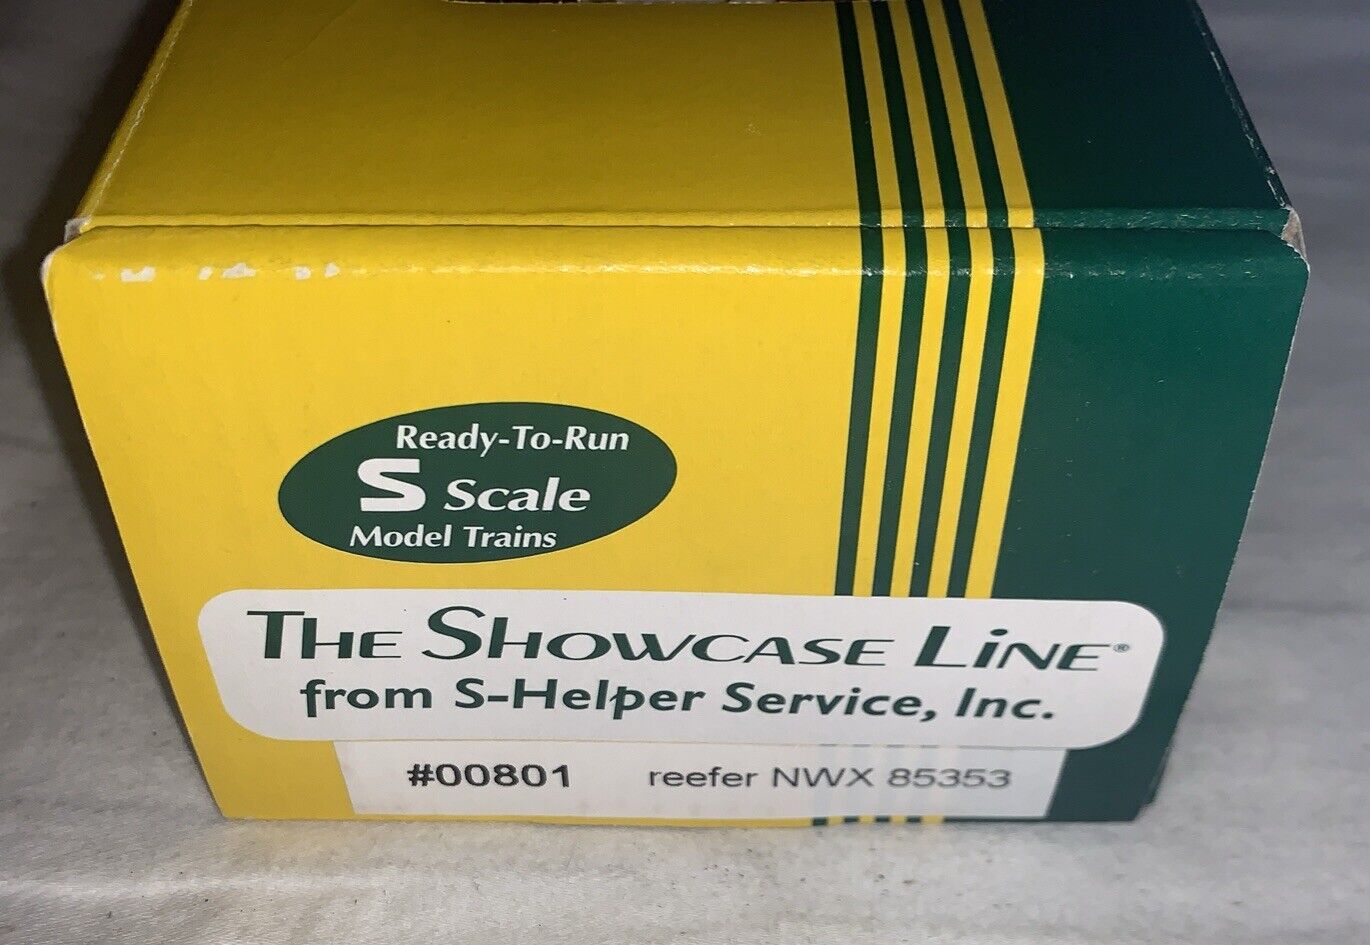 Ready-To-Run
S Scale
Model Trains
THE SHOWCASE LiNE®
from S-Helper Service, Inc.
#00801 reefer NWX 85353